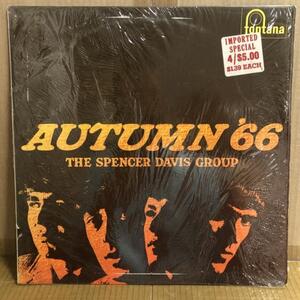 fontana
IMPORTED
SPECIAL
4/$5.00
$1.39 EACH
AUTUMN '66
THE SPENCER DAVIS GROUP